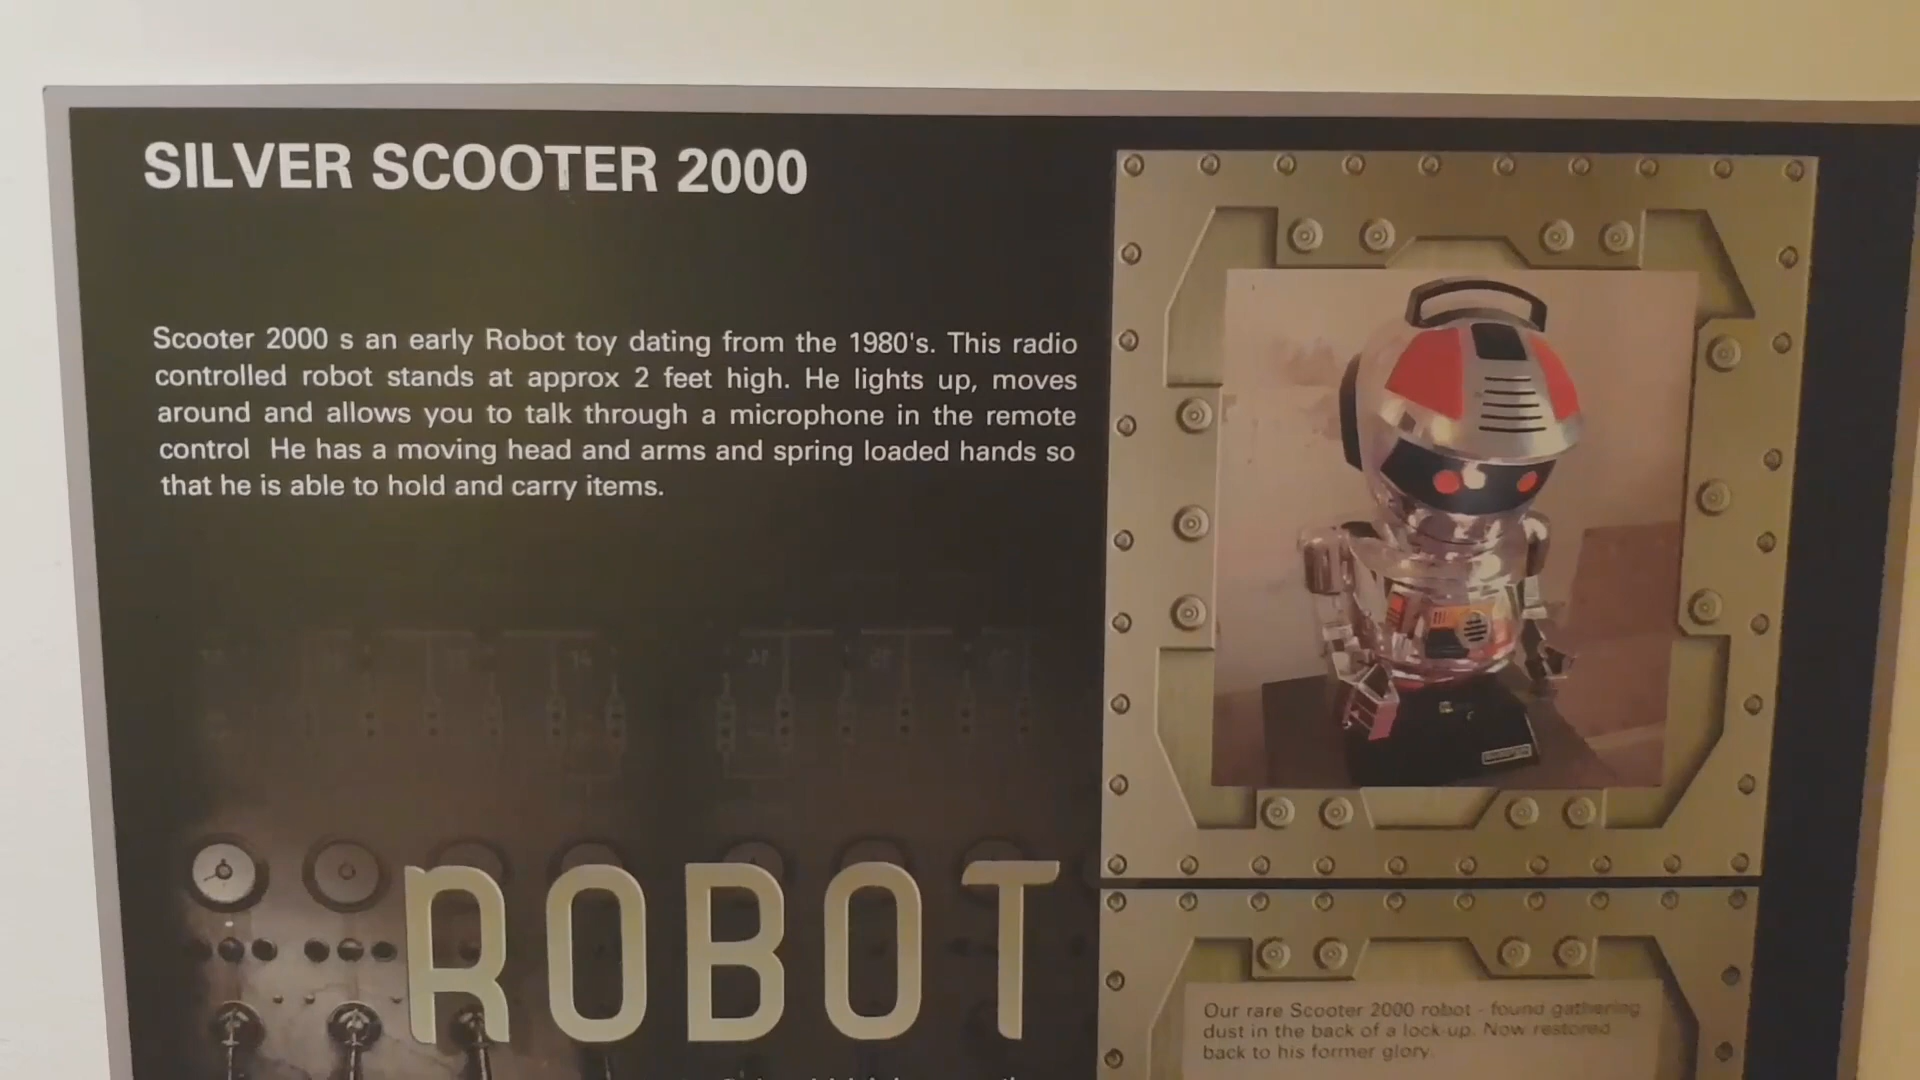 SILVER SCOOTER 2000
Scooter 2000 s an early Robot toy dating from the 1980's. This radio
controlled robot stands at approx 2 feet high. He lights up, moves
around and allows you to talk through a microphone in the remote
control He has a moving head and arms and spring loaded hands so
that he is able to hold and carry items.
ROBOT
Our rare Scooter 2000 robot - found gathering
dust in the back of a lock-up. Now restored
back to his former glory.